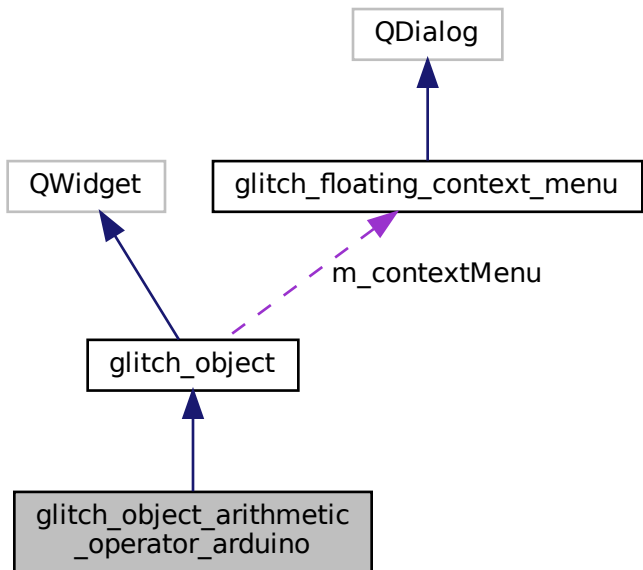 QDialog
QWidget
glitch_floating_context_menu
m_contextMenu
glitch_object
glitch_object_arithmetic
_operator_arduino